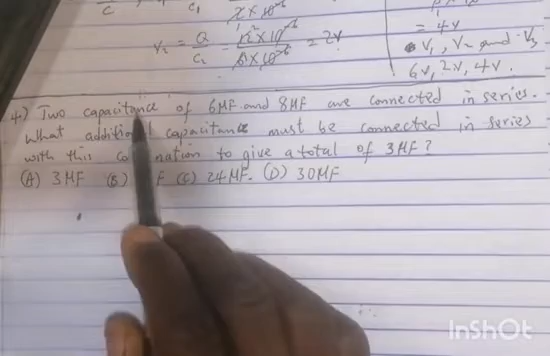 V₂ = Q/C₂ = 12×10⁻⁶/6×10⁻⁶ = 2V
= 4V
V₁, V₂ and V₃
6V, 2V, 4V.
4) Two capacitance of 6MF and 8MF are connected in series.
What additional capacitance must be connected in series
with this to give a total of 3MF?
(A) 3MF (B) F (C) 24MF. (D) 30MF
InShOt